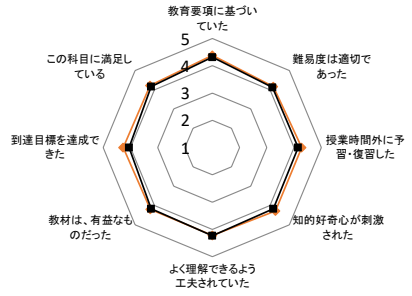 教育要項に基づい
ていた
難易度は適切で
あった
授業時間外に予
習・復習した
知的好奇心が刺激
された
よく理解できるよう
工夫されていた
教材は、有益なも
のだった
到達目標を達成で
きた
この科目に満足し
ている
5
4
3
2
1